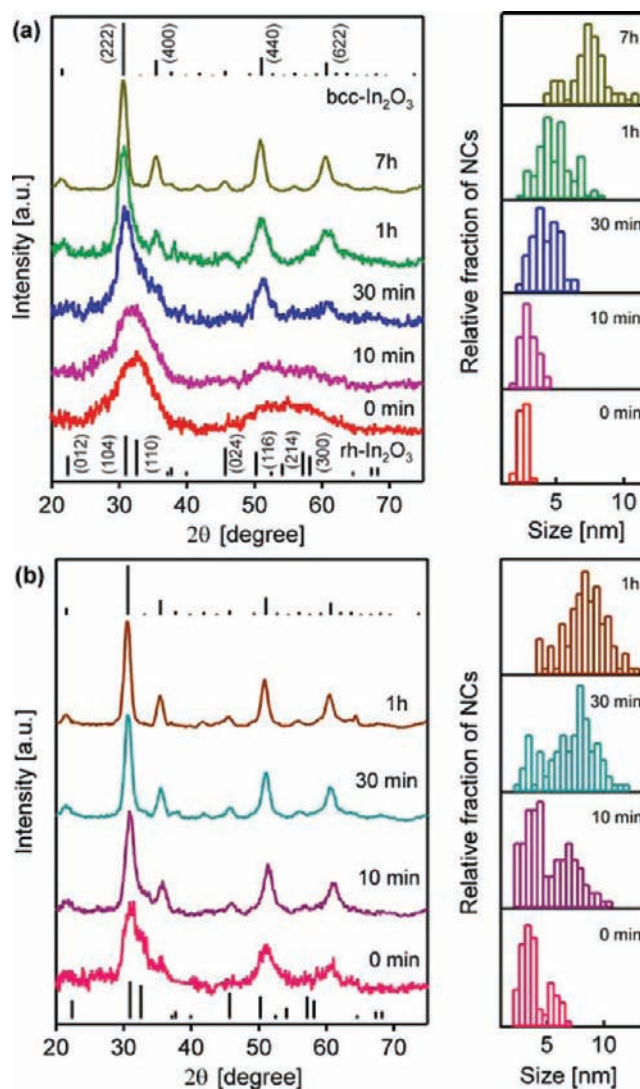 (a)
(222)
(400)
(440)
(622)
bcc-In₂O₃
7h
1h
30 min
10 min
0 min
rh-In₂O₃
(012)
(104)
(110)
(024)
(116)
(214)
(300)
20 30 40 50 60 70
2θ [degree]
Intensity [a.u.]
7h
1h
30 min
10 min
0 min
Relative fraction of NCs
5 10
Size [nm]
(b)
1h
30 min
10 min
0 min
20 30 40 50 60 70
2θ [degree]
Intensity [a.u.]
1h
30 min
10 min
0 min
Relative fraction of NCs
5 10
Size [nm]